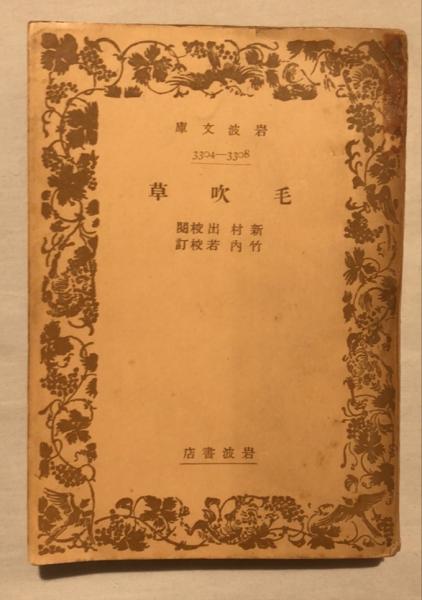 岩波文庫
3304—3308
毛吹草
新村出校閲
竹内若校訂
岩波書店